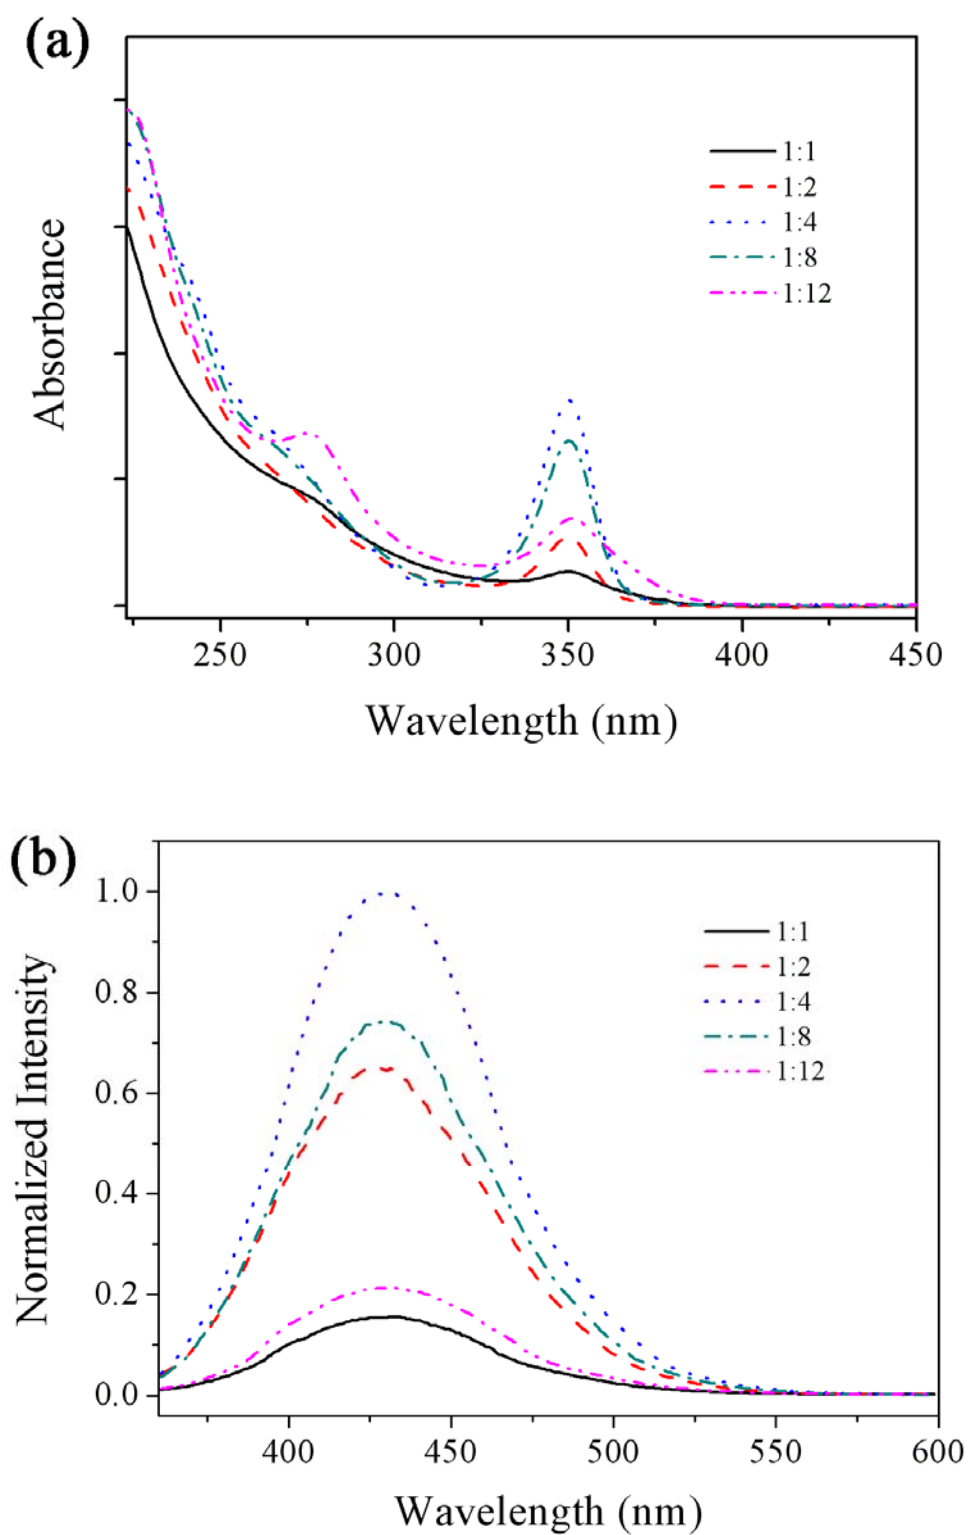 (a)
Absorbance
1:1
1:2
1:4
1:8
1:12
250 300 350 400 450
Wavelength (nm)
(b)
Normalized Intensity
1.0
0.8
0.6
0.4
0.2
0.0
1:1
1:2
1:4
1:8
1:12
400 450 500 550 600
Wavelength (nm)